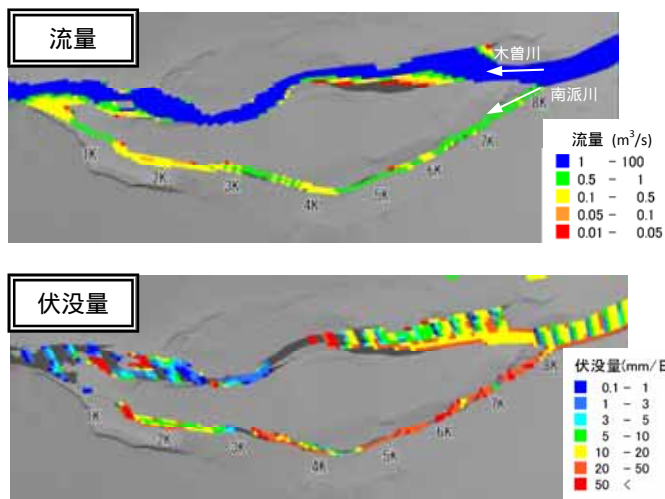 流量
木曽川
南派川
8K
7K
6K
5K
4K
3K
2K
1K
流量 (m³/s)
1 - 100
0.5 - 1
0.1 - 0.5
0.05 - 0.1
0.01 - 0.05
伏没量
8K
7K
6K
5K
4K
3K
2K
1K
伏没量(mm/日
0.1 - 1
1 - 3
3 - 5
5 - 10
10 - 20
20 - 50
50 <